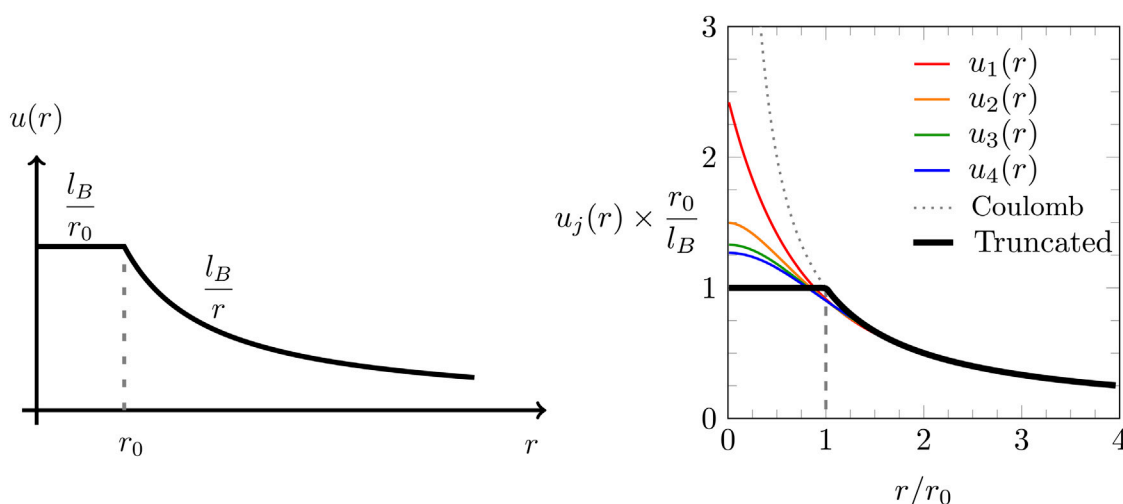 u(r)
l_B
r_0
l_B
r
r_0
r
3
2
1
0
u_j(r) × r_0/l_B
u_1(r)
u_2(r)
u_3(r)
u_4(r)
Coulomb
Truncated
0 1 2 3 4
r/r_0